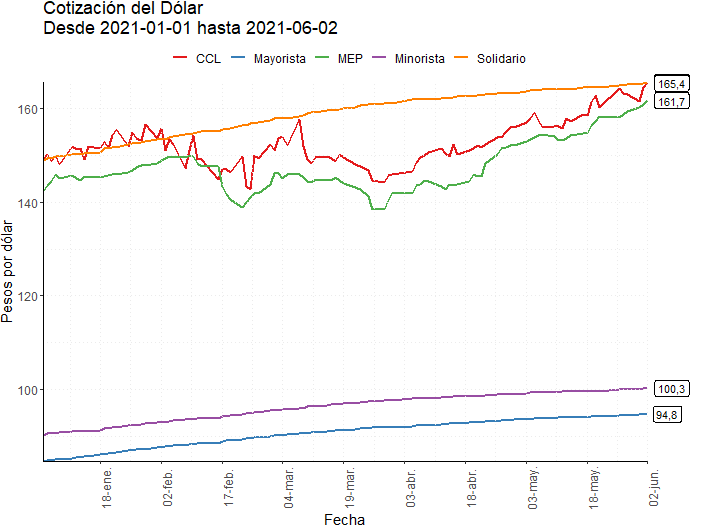 Cotización del Dólar
Desde 2021-01-01 hasta 2021-06-02
CCL Mayorista MEP Minorista Solidario
165,4
161,7
160
140
120
100
100,3
94,8
Pesos por dólar
18-ene. 02-feb. 17-feb. 04-mar. 19-mar. 03-abr. 18-abr. 03-may. 18-may. 02-jun.
Fecha